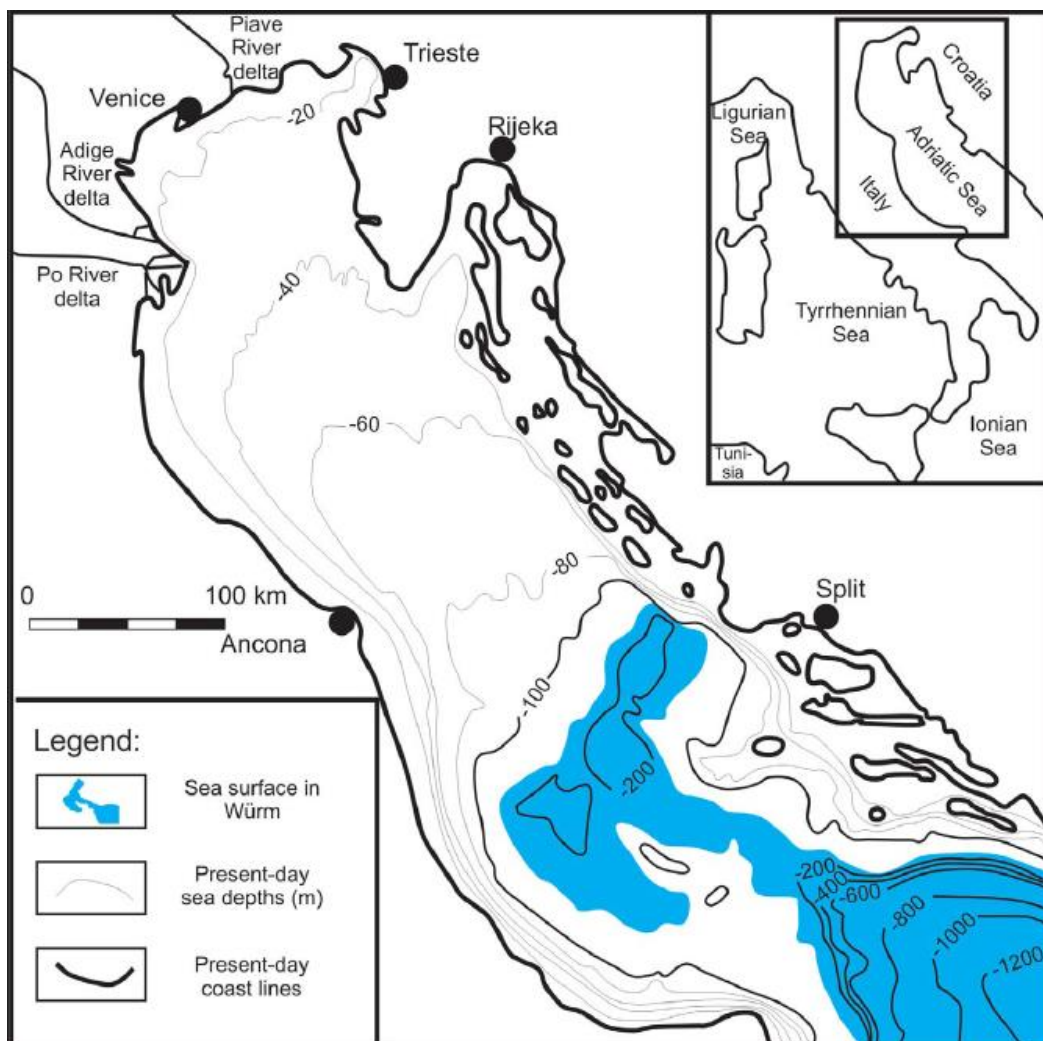 Piave
River
delta
Trieste
Venice
-20
Rijeka
Adige
River
delta
Po River
delta
-40
-60
-80
0
100 km
Ancona
Split
-100
-200
-200
-400
-600
-800
-1000
-1200
Croatia
Ligurian
Sea
Adriatic Sea
Italy
Tyrrhennian
Sea
Ionian
Sea
Tuni-
sia
Legend:
Sea surface in
Würm
Present-day
sea depths (m)
Present-day
coast lines